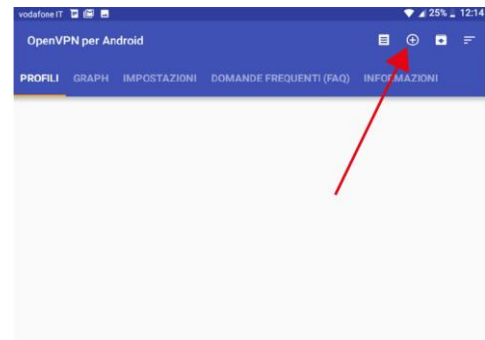 vodafone IT 25% 12:14
OpenVPN per Android
PROFILI GRAPH IMPOSTAZIONI DOMANDE FREQUENTI (FAQ) INFORMAZIONI